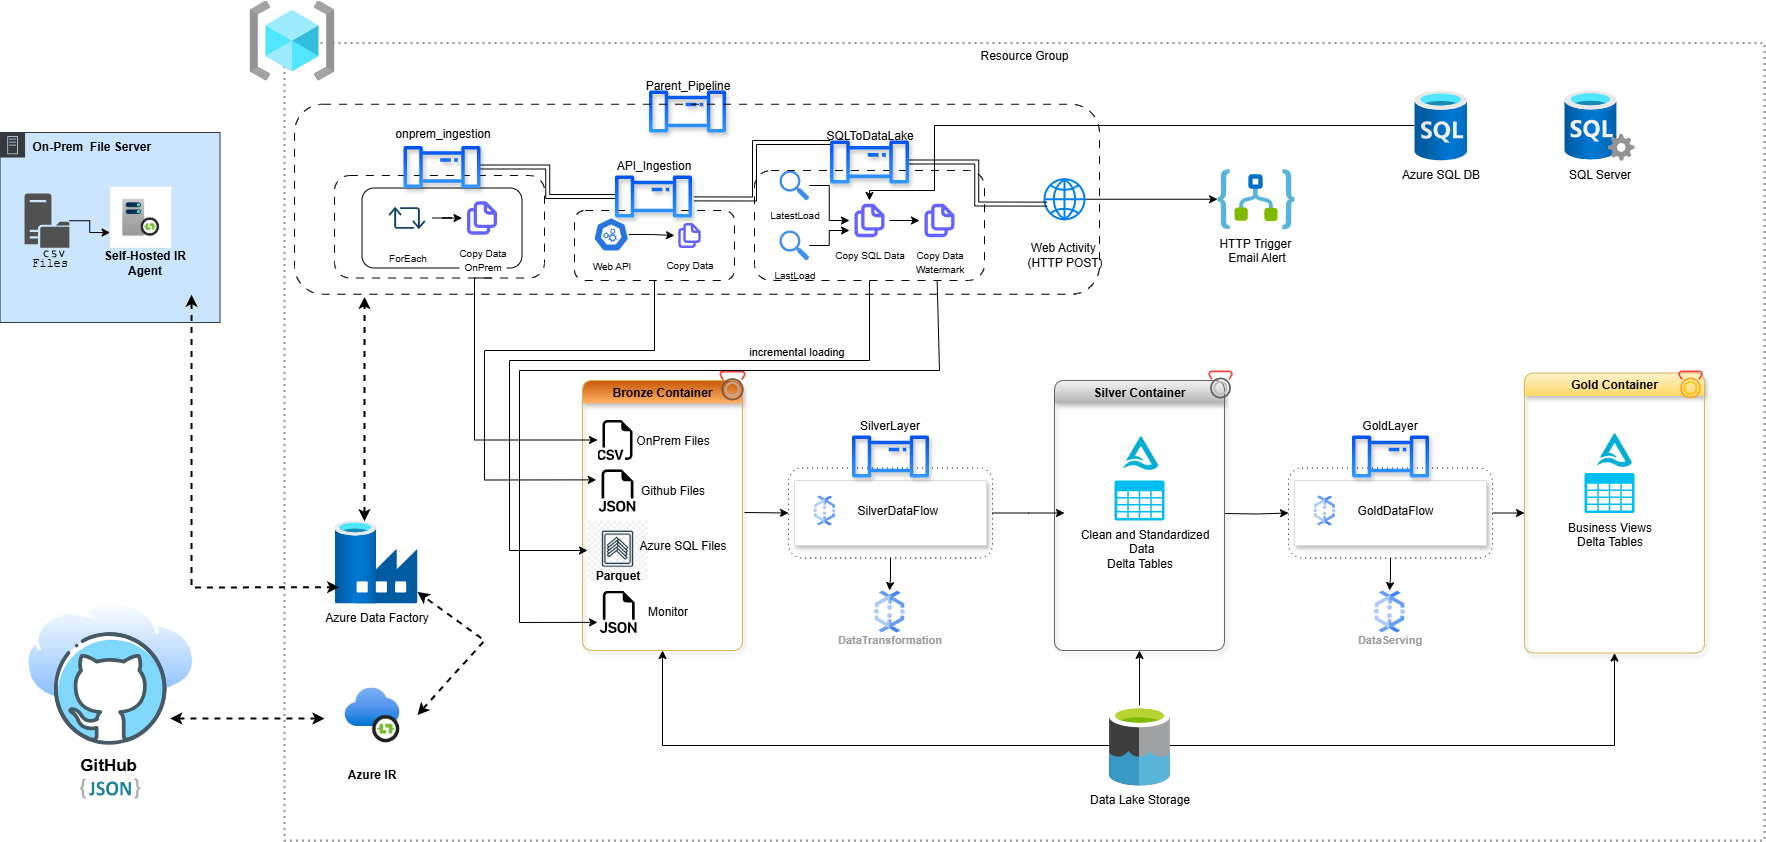 Resource Group
Parent_Pipeline
onprem_ingestion
SQLToDataLake
On-Prem File Server
API_Ingestion
SQL
SQL
Azure SQL DB
SQL Server
CSV
Files
Self-Hosted IR
Agent
ForEach
Copy Data
OnPrem
Web API
Copy Data
LatestLoad
LastLoad
Copy SQL Data
Copy Data
Watermark
Web Activity
(HTTP POST)
HTTP Trigger
Email Alert
incremental loading
Bronze Container
CSV
OnPrem Files
JSON
Github Files
Azure SQL Files
Parquet
JSON
Monitor
SilverLayer
SilverDataFlow
DataTransformation
Silver Container
Clean and Standardized
Data
Delta Tables
GoldLayer
GoldDataFlow
DataServing
Gold Container
Business Views
Delta Tables
Azure Data Factory
GitHub
{JSON}
Azure IR
Data Lake Storage